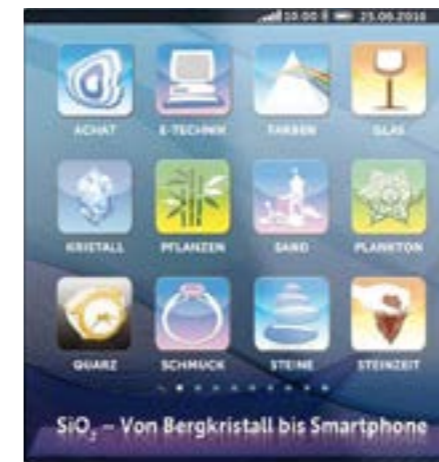 10:00 25.06.2016
ACHAT E-TECHNIK FARBEN GLAS
KRISTALL PFLANZEN SAND PLANKTON
QUARZ SCHMUCK STEINE STEINZEIT
SiO₂ – Von Bergkristall bis Smartphone